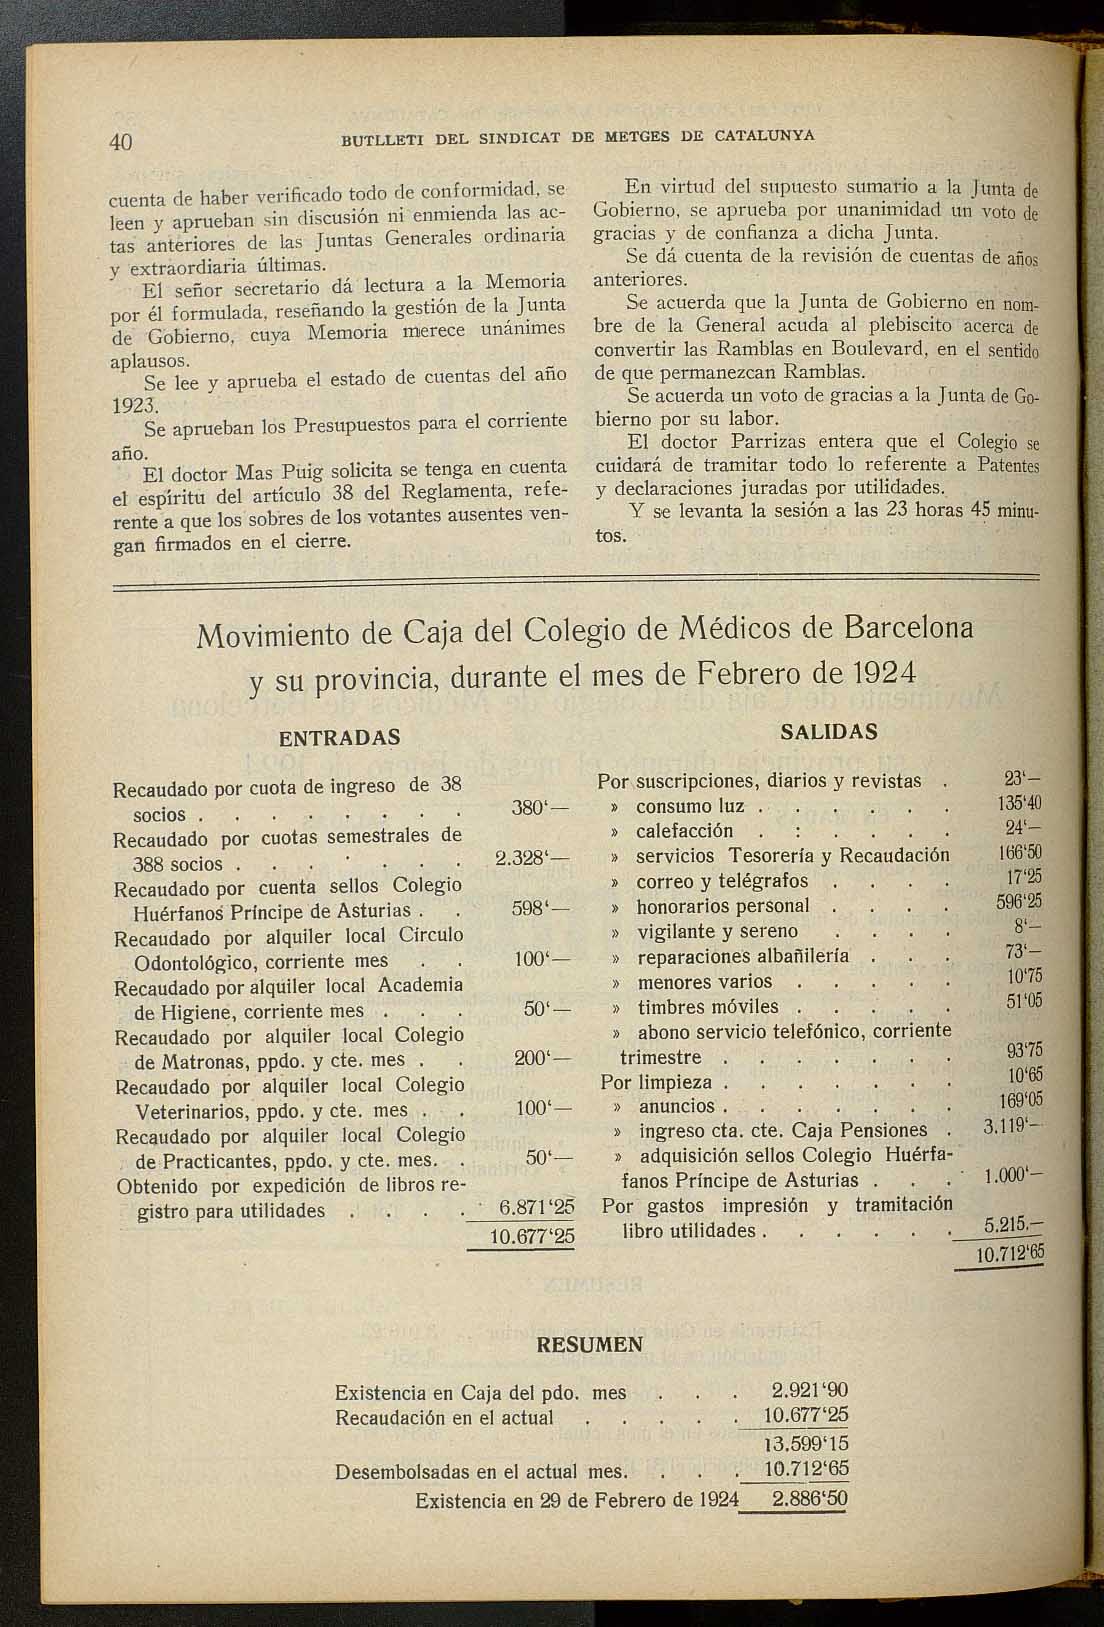 40
BUTLLETI DEL SINDICAT DE METGES DE CATALUNYA
cuenta de haber verificado todo de conformidad, se
leen y aprueban sin discusión ni enmienda las ac-
tas anteriores de las Juntas Generales ordinaria
y extraordiaria últimas.
El señor secretario dá lectura a la Memoria
por él formulada, reseñando la gestión de la Junta
de Gobierno, cuya Memoria merece unánimes
aplausos.
Se lee y aprueba el estado de cuentas del año
1923.
Se aprueban los Presupuestos para el corriente
año.
El doctor Mas Puig solicita se tenga en cuenta
el espíritu del artículo 38 del Reglamenta, refe-
rente a que los sobres de los votantes ausentes ven-
gan firmados en el cierre.
En virtud del supuesto sumario a la Junta de
Gobierno, se aprueba por unanimidad un voto de
gracias y de confianza a dicha Junta.
Se dá cuenta de la revisión de cuentas de años
anteriores.
Se acuerda que la Junta de Gobierno en nom-
bre de la General acuda al plebiscito acerca de
convertir las Ramblas en Boulevard, en el sentido
de que permanezcan Ramblas.
Se acuerda un voto de gracias a la Junta de Go-
bierno por su labor.
El doctor Parrizas entera que el Colegio se
cuidará de tramitar todo lo referente a Patentes
y declaraciones juradas por utilidades.
Y se levanta la sesión a las 23 horas 45 minu-
tos.
Movimiento de Caja del Colegio de Médicos de Barcelona
y su provincia, durante el mes de Febrero de 1924
ENTRADAS
Recaudado por cuota de ingreso de 38
socios . . . . . . . . 380‘—
Recaudado por cuotas semestrales de
388 socios . . . . . . . 2.328‘—
Recaudado por cuenta sellos Colegio
Huérfanos Príncipe de Asturias . . 598‘—
Recaudado por alquiler local Círculo
Odontológico, corriente mes . . 100‘—
Recaudado por alquiler local Academia
de Higiene, corriente mes . . . 50‘—
Recaudado por alquiler local Colegio
de Matronas, ppdo. y cte. mes . . 200‘—
Recaudado por alquiler local Colegio
Veterinarios, ppdo. y cte. mes . . 100‘—
Recaudado por alquiler local Colegio
de Practicantes, ppdo. y cte. mes. . 50‘—
Obtenido por expedición de libros re-
gistro para utilidades . . . . 6.871‘25
10.677‘25
SALIDAS
Por suscripciones, diarios y revistas . 23‘—
» consumo luz . . . . . . 135‘40
» calefacción . : . . . . 24‘—
» servicios Tesorería y Recaudación 166‘50
» correo y telégrafos . . . . 17‘25
» honorarios personal . . . . 596‘25
» vigilante y sereno . . . . 8‘—
» reparaciones albañilería . . . 73‘—
» menores varios . . . . . 10‘75
» timbres móviles . . . . . 51‘05
» abono servicio telefónico, corriente
trimestre . . . . . . . 93‘75
Por limpieza . . . . . . . 10‘65
» anuncios . . . . . . . 169‘05
» ingreso cta. cte. Caja Pensiones . 3.119‘—
» adquisición sellos Colegio Huérfa-
fanos Príncipe de Asturias . . . 1.000‘—
Por gastos impresión y tramitación
libro utilidades . . . . . . 5.215.—
10.712‘65
RESUMEN
Existencia en Caja del pdo. mes . . . 2.921‘90
Recaudación en el actual . . . . . 10.677‘25
13.599‘15
Desembolsadas en el actual mes. . . . 10.712‘65
Existencia en 29 de Febrero de 1924 2.886‘50